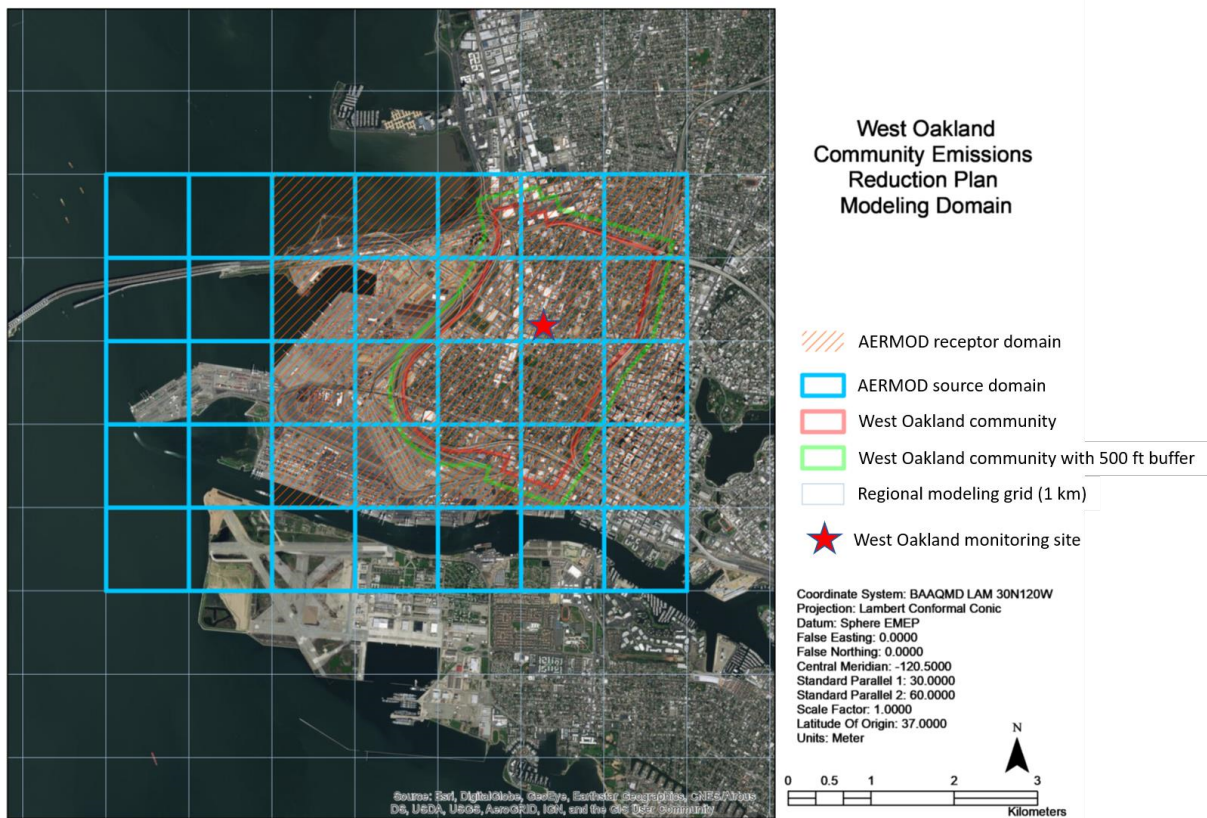 West Oakland
Community Emissions
Reduction Plan
Modeling Domain
AERMOD receptor domain
AERMOD source domain
West Oakland community
West Oakland community with 500 ft buffer
Regional modeling grid (1 km)
West Oakland monitoring site
Coordinate System: BAAQMD LAM 30N120W
Projection: Lambert Conformal Conic
Datum: Sphere EMEP
False Easting: 0.0000
False Northing: 0.0000
Central Meridian: -120.5000
Standard Parallel 1: 30.0000
Standard Parallel 2: 60.0000
Scale Factor: 1.0000
Latitude Of Origin: 37.0000
Units: Meter
N
0 0.5 1 2 3
Kilometers
Source: Esri, DigitalGlobe, GeoEye, Earthstar Geographics, CNES/Airbus
DS, USDA, USGS, AeroGRID, IGN, and the GIS User Community